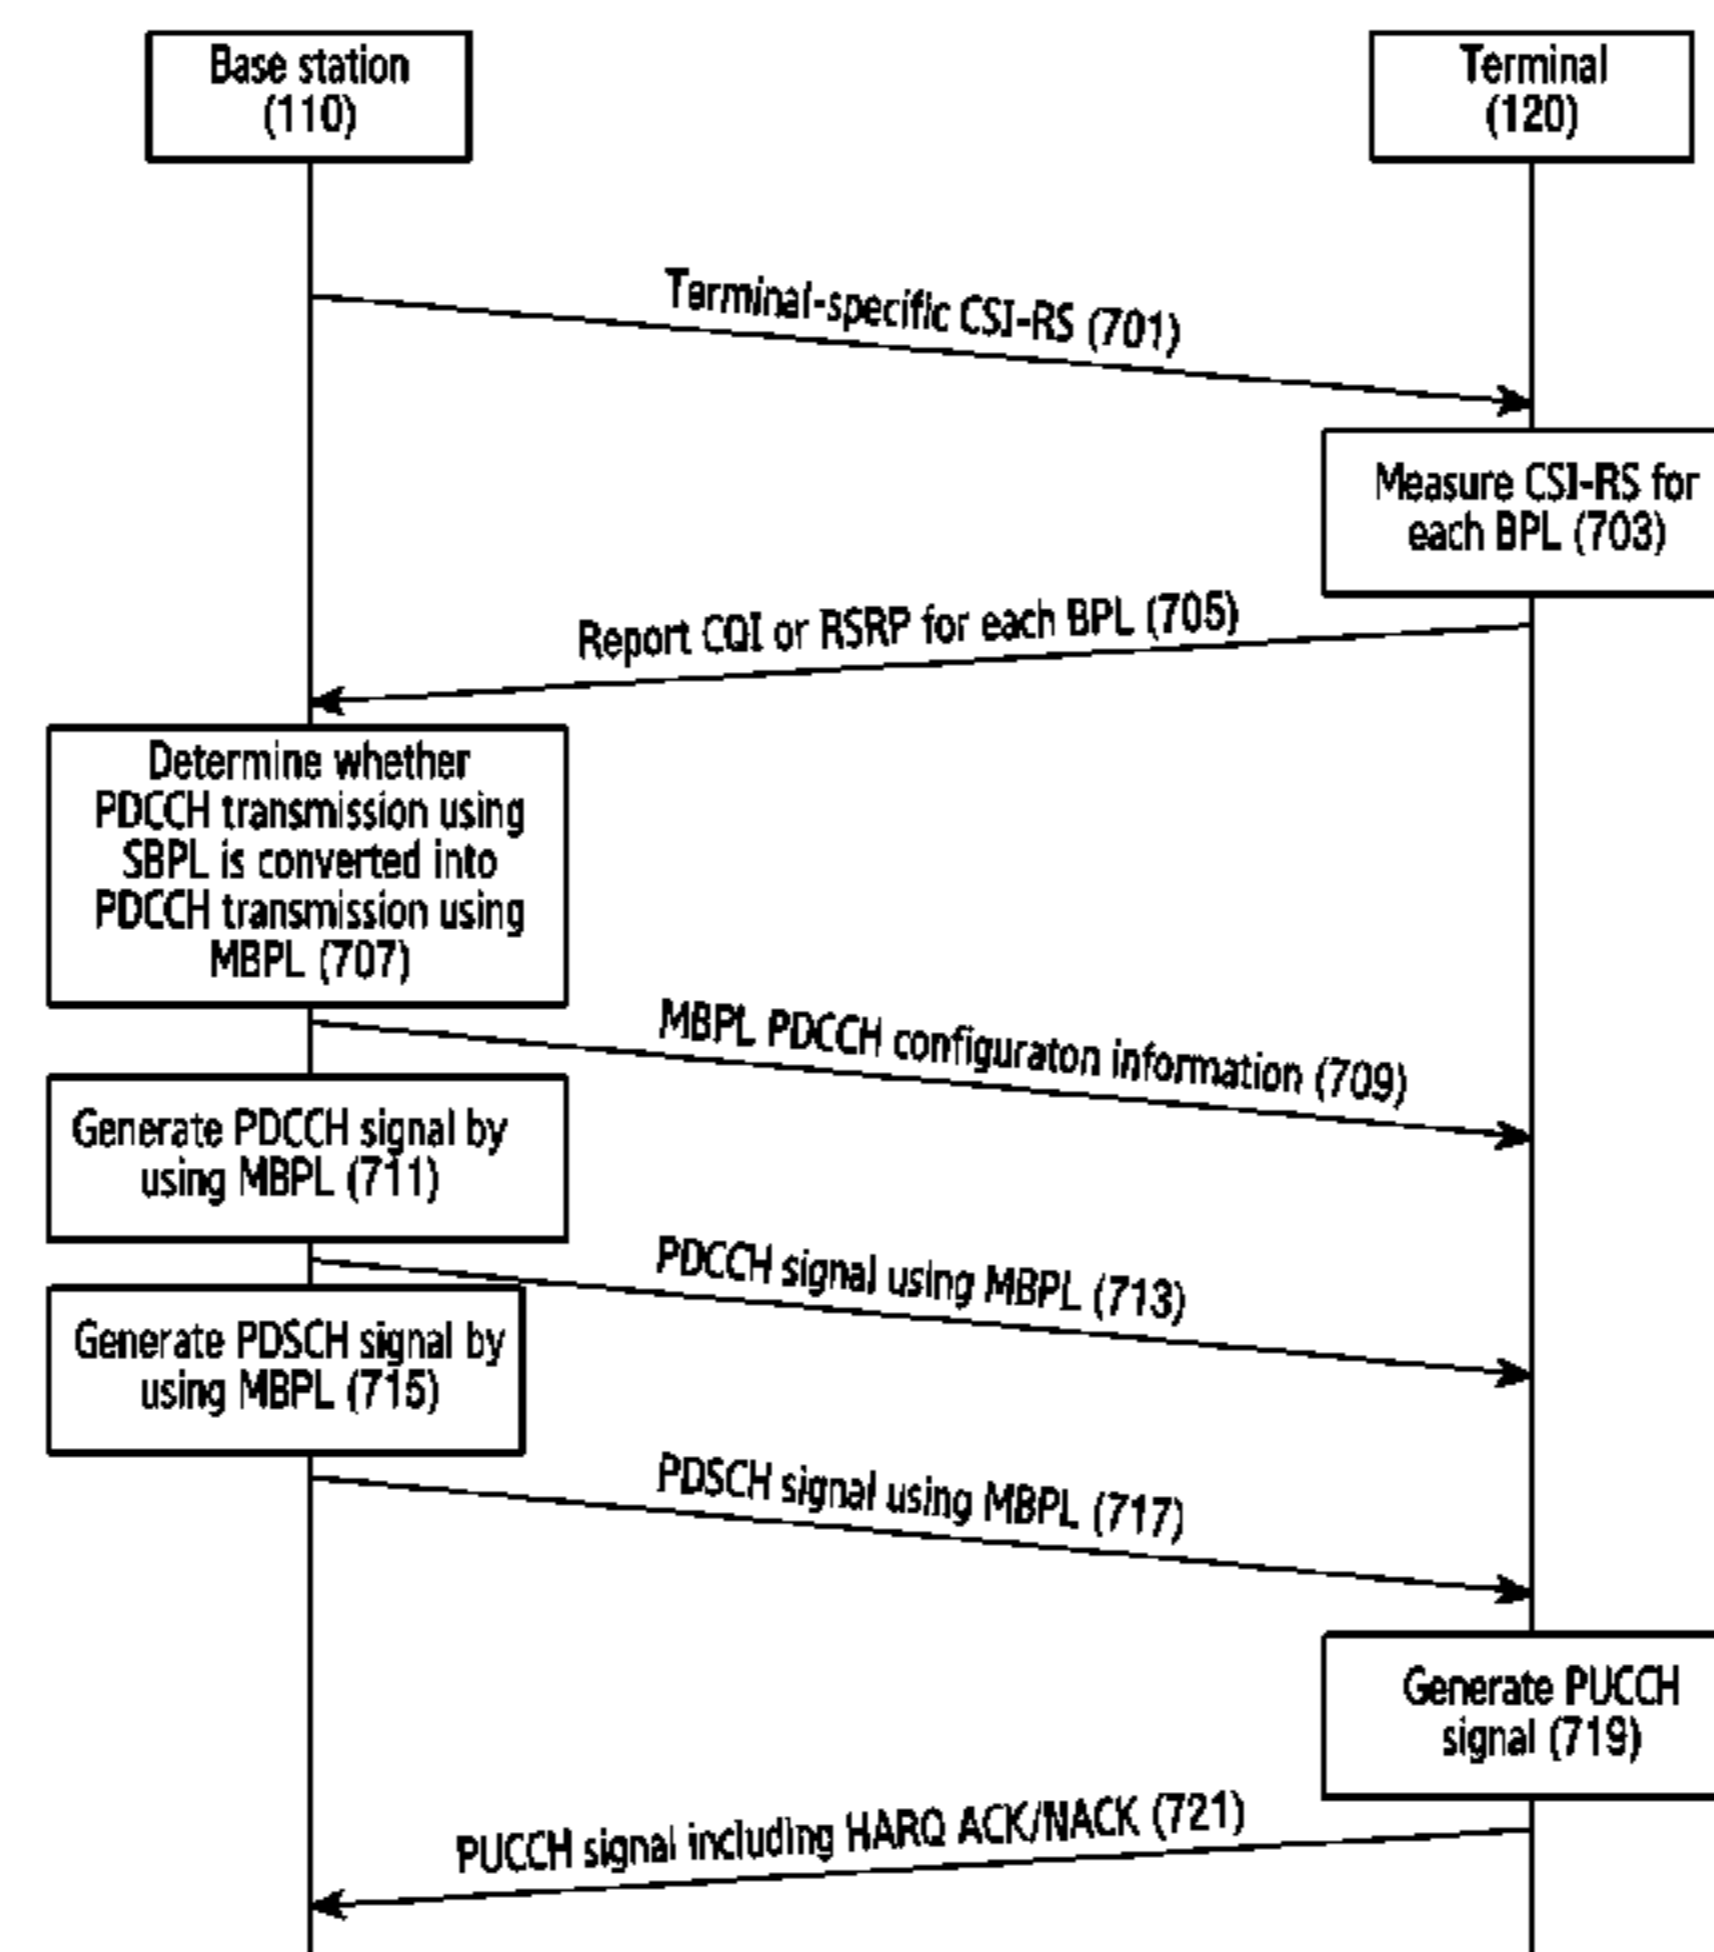 Base station
(110)
Terminal
(120)
Terminal-specific CSI-RS (701)
Measure CSI-RS for
each BPL (703)
Report CQI or RSRP for each BPL (705)
Determine whether
PDCCH transmission using
SBPL is converted into
PDCCH transmission using
MBPL (707)
MBPL PDCCH configuraton information (709)
Generate PDCCH signal by
using MBPL (711)
PDCCH signal using MBPL (713)
Generate PDSCH signal by
using MBPL (715)
PDSCH signal using MBPL (717)
Generate PUCCH
signal (719)
PUCCH signal including HARQ ACK/NACK (721)